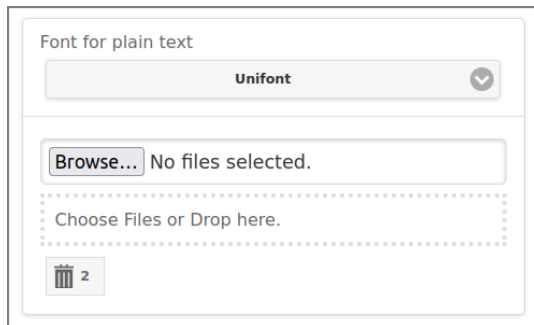 Font for plain text
Unifont
Browse... No files selected.
Choose Files or Drop here.
2